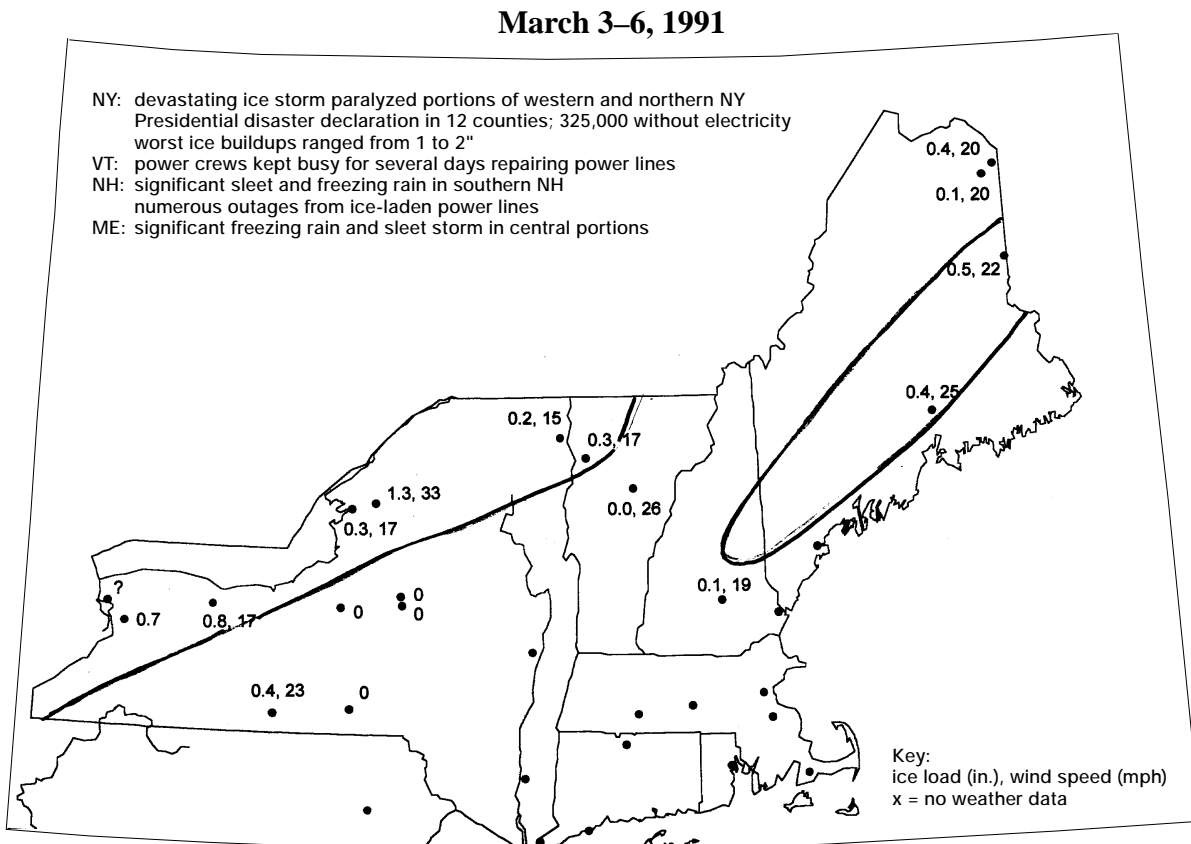 March 3–6, 1991
NY: devastating ice storm paralyzed portions of western and northern NY
Presidential disaster declaration in 12 counties; 325,000 without electricity
worst ice buildups ranged from 1 to 2"
VT: power crews kept busy for several days repairing power lines
NH: significant sleet and freezing rain in southern NH
numerous outages from ice-laden power lines
ME: significant freezing rain and sleet storm in central portions
0.4, 20
0.1, 20
0.5, 22
0.4, 25
0.2, 15
0.3, 17
1.3, 33
0.0, 26
0.3, 17
?
0.1, 19
0
0.7
0.8, 17
0
0
0.4, 23
0
Key:
ice load (in.), wind speed (mph)
x = no weather data